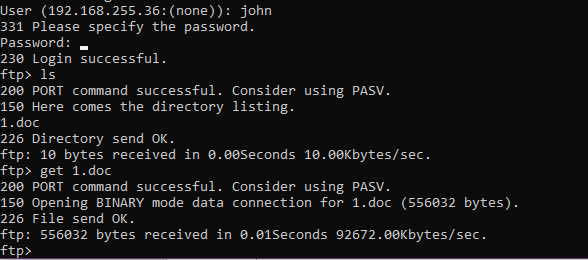 User (192.168.255.36:(none)): john
331 Please specify the password.
Password:
230 Login successful.
ftp> ls
200 PORT command successful. Consider using PASV.
150 Here comes the directory listing.
1.doc
226 Directory send OK.
ftp: 10 bytes received in 0.00Seconds 10.00Kbytes/sec.
ftp> get 1.doc
200 PORT command successful. Consider using PASV.
150 Opening BINARY mode data connection for 1.doc (556032 bytes).
226 File send OK.
ftp: 556032 bytes received in 0.01Seconds 92672.00Kbytes/sec.
ftp>